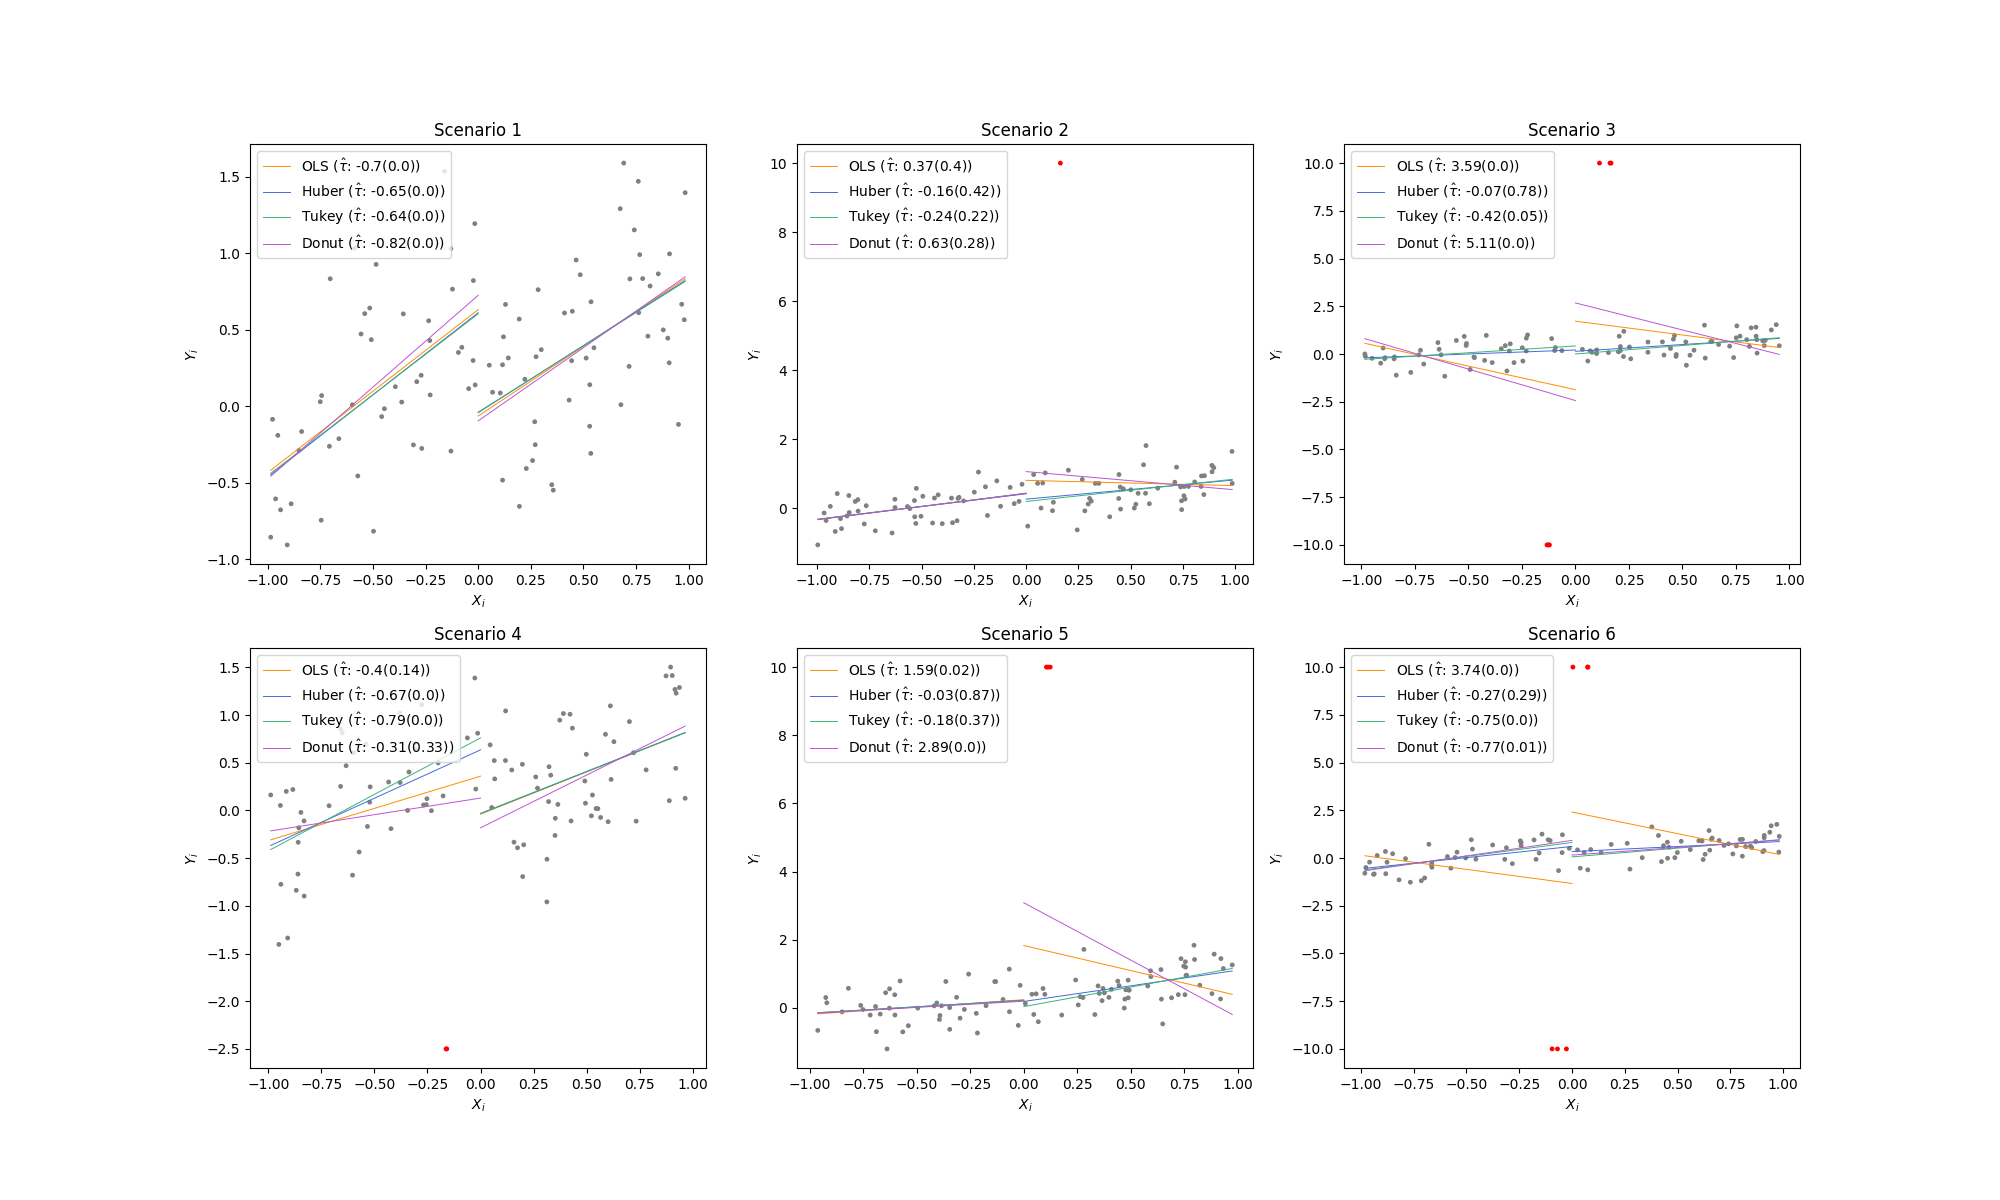 Scenario 1
OLS (τ̂: -0.7(0.0))
Huber (τ̂: -0.65(0.0))
Tukey (τ̂: -0.64(0.0))
Donut (τ̂: -0.82(0.0))
1.5
1.0
0.5
0.0
−0.5
−1.0
Y_i
−1.00 −0.75 −0.50 −0.25 0.00 0.25 0.50 0.75 1.00
X_i
Scenario 2
OLS (τ̂: 0.37(0.4))
Huber (τ̂: -0.16(0.42))
Tukey (τ̂: -0.24(0.22))
Donut (τ̂: 0.63(0.28))
10
8
6
4
2
0
Y_i
−1.00 −0.75 −0.50 −0.25 0.00 0.25 0.50 0.75 1.00
X_i
Scenario 3
OLS (τ̂: 3.59(0.0))
Huber (τ̂: -0.07(0.78))
Tukey (τ̂: -0.42(0.05))
Donut (τ̂: 5.11(0.0))
10.0
7.5
5.0
2.5
0.0
−2.5
−5.0
−7.5
−10.0
Y_i
−1.00 −0.75 −0.50 −0.25 0.00 0.25 0.50 0.75 1.00
X_i
Scenario 4
OLS (τ̂: -0.4(0.14))
Huber (τ̂: -0.67(0.0))
Tukey (τ̂: -0.79(0.0))
Donut (τ̂: -0.31(0.33))
1.5
1.0
0.5
0.0
−0.5
−1.0
−1.5
−2.0
−2.5
Y_i
−1.00 −0.75 −0.50 −0.25 0.00 0.25 0.50 0.75 1.00
X_i
Scenario 5
OLS (τ̂: 1.59(0.02))
Huber (τ̂: -0.03(0.87))
Tukey (τ̂: -0.18(0.37))
Donut (τ̂: 2.89(0.0))
10
8
6
4
2
0
Y_i
−1.00 −0.75 −0.50 −0.25 0.00 0.25 0.50 0.75 1.00
X_i
Scenario 6
OLS (τ̂: 3.74(0.0))
Huber (τ̂: -0.27(0.29))
Tukey (τ̂: -0.75(0.0))
Donut (τ̂: -0.77(0.01))
10.0
7.5
5.0
2.5
0.0
−2.5
−5.0
−7.5
−10.0
Y_i
−1.00 −0.75 −0.50 −0.25 0.00 0.25 0.50 0.75 1.00
X_i